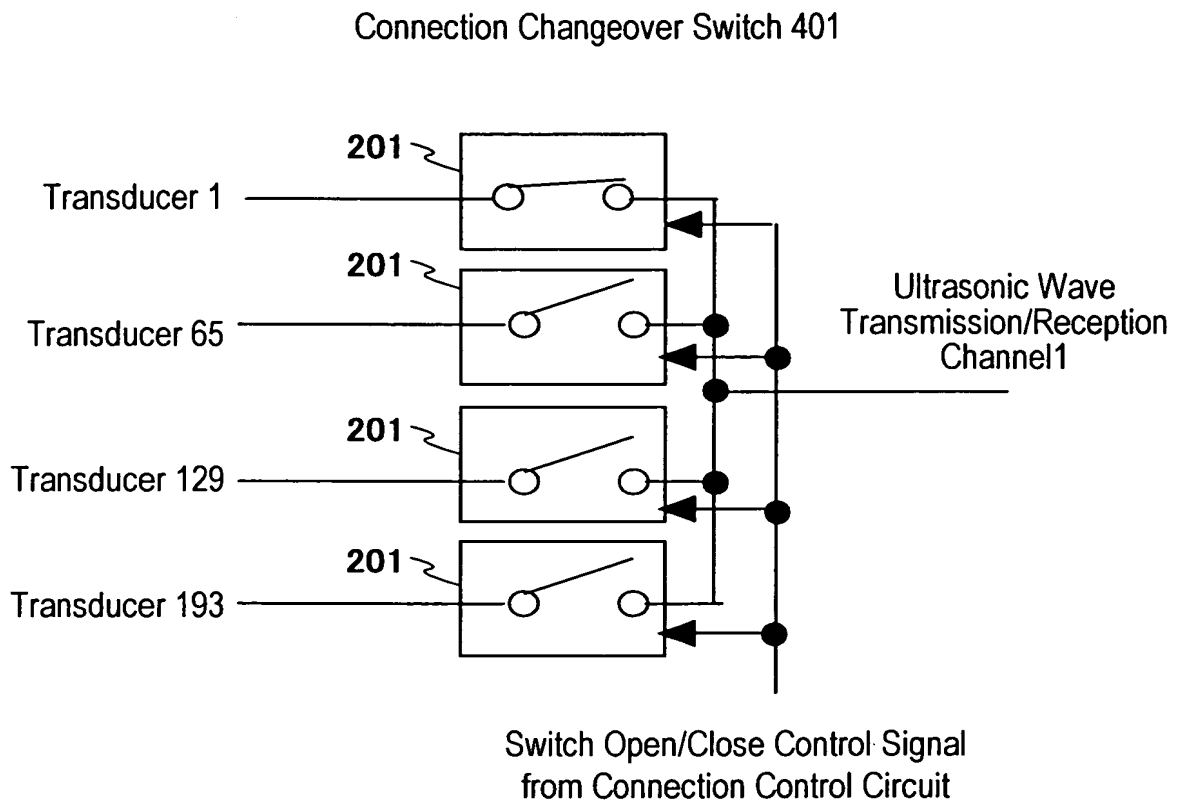 Connection Changeover Switch 401
201
Transducer 1
201
Transducer 65
Ultrasonic Wave
Transmission/Reception
Channel1
201
Transducer 129
201
Transducer 193
Switch Open/Close Control Signal
from Connection Control Circuit